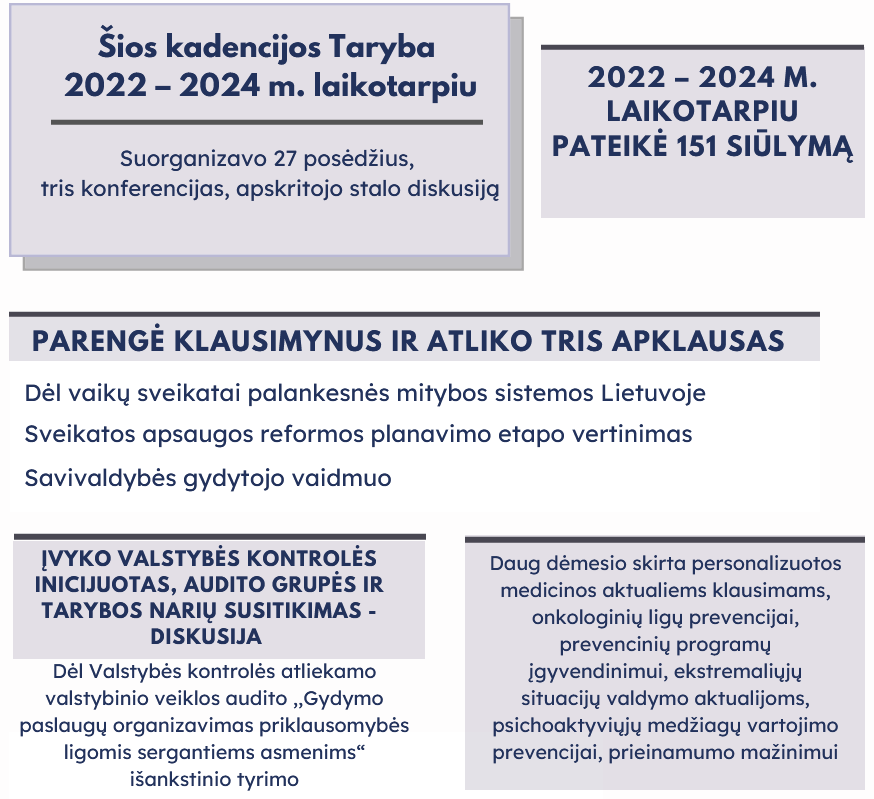 Šios kadencijos Taryba
2022 – 2024 m. laikotarpiu
Suorganizavo 27 posėdžius,
tris konferencijas, apskritojo stalo diskusiją
2022 – 2024 M.
LAIKOTARPIU
PATEIKĖ 151 SIŪLYMĄ
PARENGĖ KLAUSIMYNUS IR ATLIKO TRIS APKLAUSAS
Dėl vaikų sveikatai palankesnės mitybos sistemos Lietuvoje
Sveikatos apsaugos reformos planavimo etapo vertinimas
Savivaldybės gydytojo vaidmuo
ĮVYKO VALSTYBĖS KONTROLĖS
INICIJUOTAS, AUDITO GRUPĖS IR
TARYBOS NARIŲ SUSITIKIMAS -
DISKUSIJA
Dėl Valstybės kontrolės atliekamo
valstybinio veiklos audito „Gydymo
paslaugų organizavimas priklausomybės
ligomis sergantiems asmenims“
išankstinio tyrimo
Daug dėmesio skirta personalizuotos
medicinos aktualiems klausimams,
onkologinių ligų prevencijai,
prevencinių programų
įgyvendinimui, ekstremaliųjų
situacijų valdymo aktualijoms,
psichoaktyviųjų medžiagų vartojimo
prevencijai, prieinamumo mažinimui